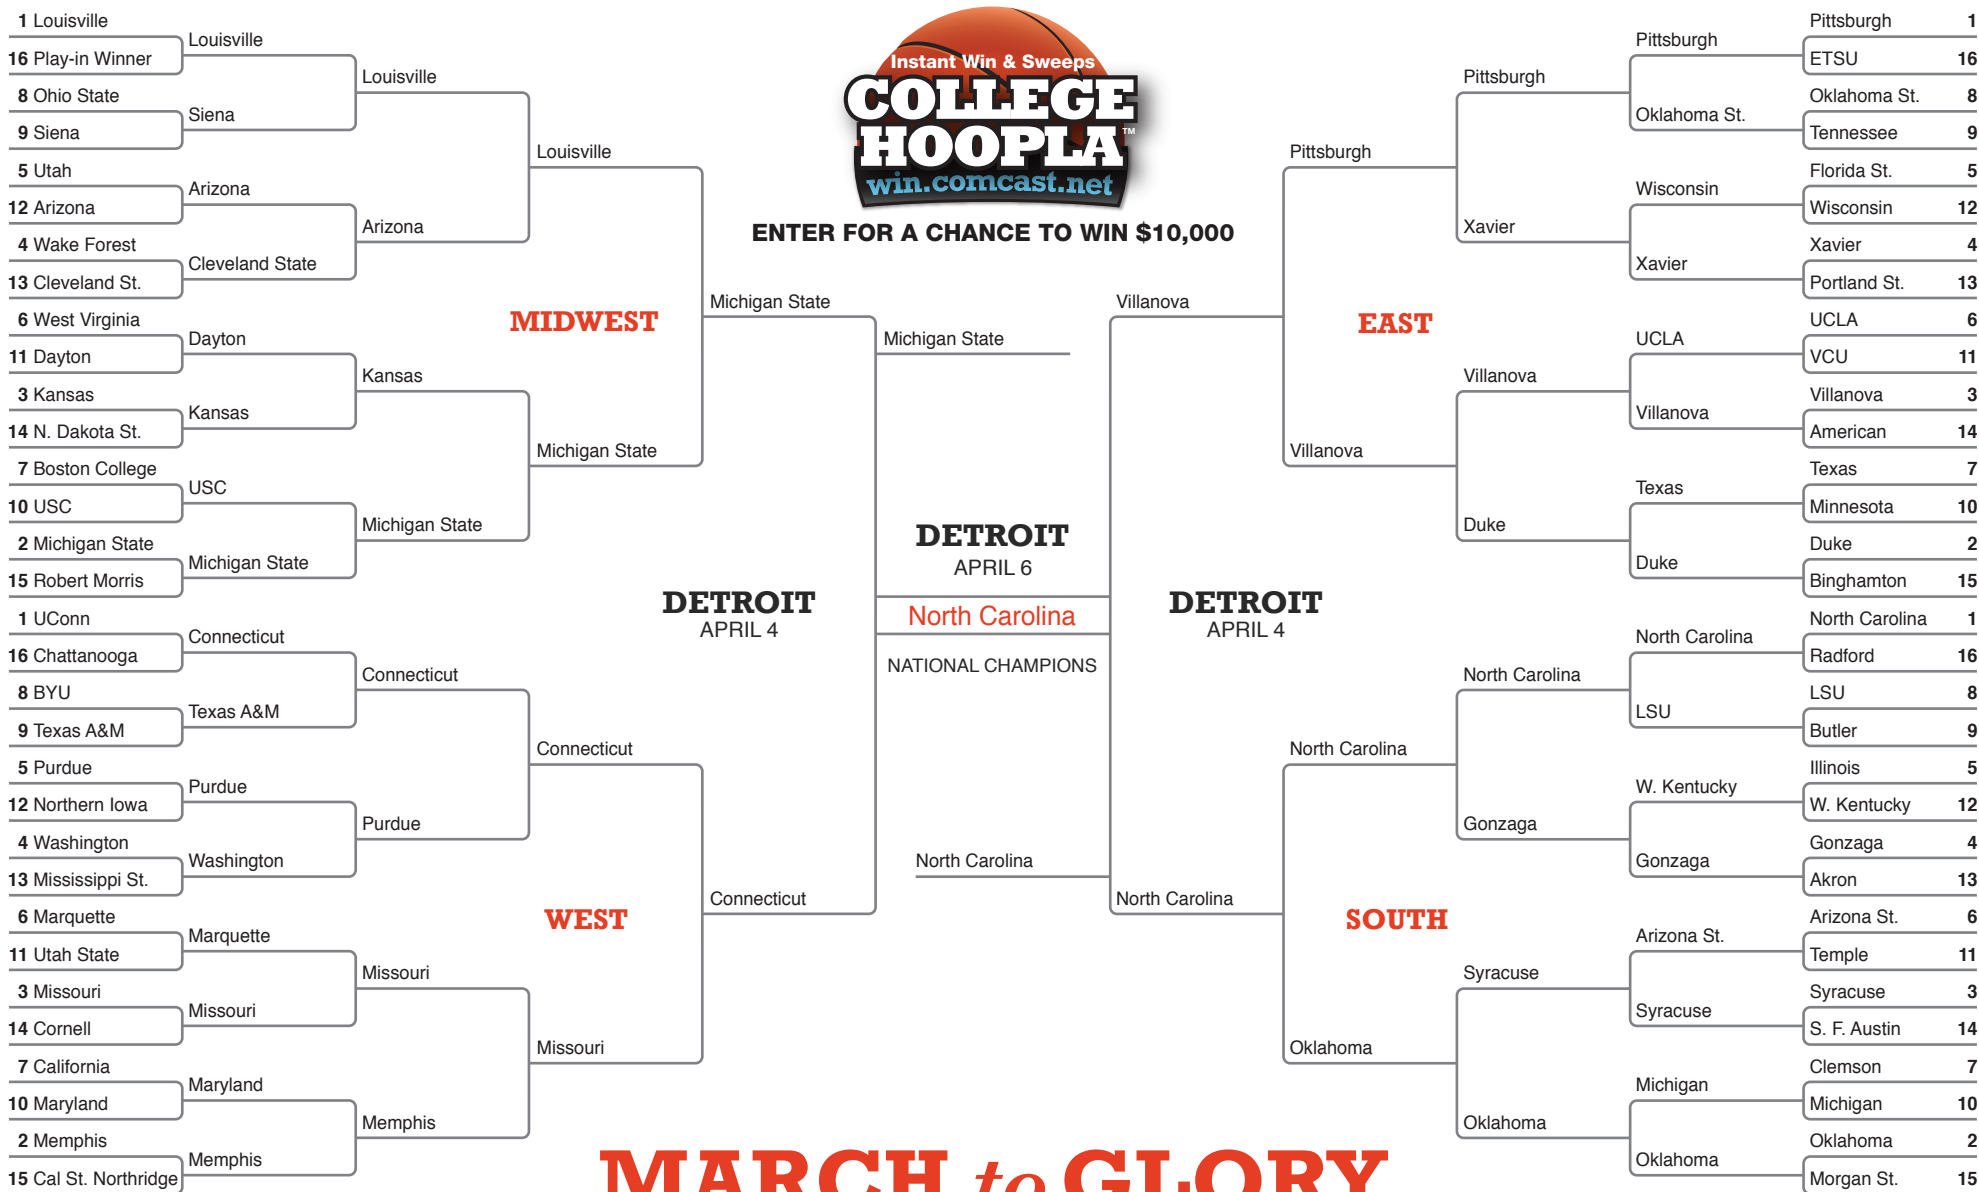 1 Louisville
16 Play-in Winner
8 Ohio State
9 Siena
5 Utah
12 Arizona
4 Wake Forest
13 Cleveland St.
6 West Virginia
11 Dayton
3 Kansas
14 N. Dakota St.
7 Boston College
10 USC
2 Michigan State
15 Robert Morris
1 UConn
16 Chattanooga
8 BYU
9 Texas A&M
5 Purdue
12 Northern Iowa
4 Washington
13 Mississippi St.
6 Marquette
11 Utah State
3 Missouri
14 Cornell
7 California
10 Maryland
2 Memphis
15 Cal St. Northridge
Louisville
Siena
Arizona
Cleveland State
Dayton
Kansas
USC
Michigan State
Connecticut
Texas A&M
Purdue
Washington
Marquette
Missouri
Maryland
Memphis
Louisville
Arizona
Kansas
Michigan State
Connecticut
Purdue
Missouri
Memphis
Louisville
MIDWEST
Michigan State
Connecticut
WEST
Missouri
Michigan State
DETROIT
APRIL 4
Connecticut
Instant Win & Sweeps
COLLEGE
HOOPLA™
win.comcast.net
ENTER FOR A CHANCE TO WIN $10,000
Michigan State
DETROIT
APRIL 6
North Carolina
NATIONAL CHAMPIONS
North Carolina
MARCH to GLORY
Villanova
DETROIT
APRIL 4
North Carolina
Pittsburgh
EAST
Villanova
North Carolina
SOUTH
Oklahoma
Pittsburgh
Xavier
Villanova
Duke
North Carolina
Gonzaga
Syracuse
Oklahoma
Pittsburgh
Oklahoma St.
Wisconsin
Xavier
UCLA
Villanova
Texas
Duke
North Carolina
LSU
W. Kentucky
Gonzaga
Arizona St.
Syracuse
Michigan
Oklahoma
Pittsburgh 1
ETSU 16
Oklahoma St. 8
Tennessee 9
Florida St. 5
Wisconsin 12
Xavier 4
Portland St. 13
UCLA 6
VCU 11
Villanova 3
American 14
Texas 7
Minnesota 10
Duke 2
Binghamton 15
North Carolina 1
Radford 16
LSU 8
Butler 9
Illinois 5
W. Kentucky 12
Gonzaga 4
Akron 13
Arizona St. 6
Temple 11
Syracuse 3
S. F. Austin 14
Clemson 7
Michigan 10
Oklahoma 2
Morgan St. 15